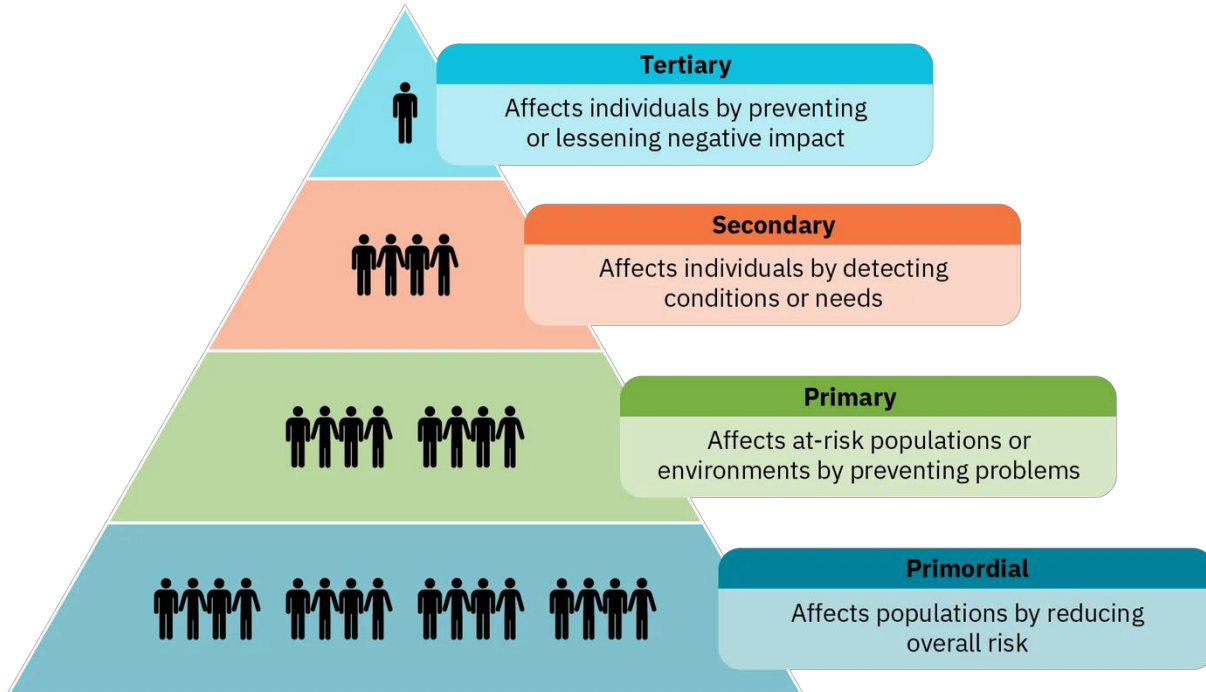 Tertiary
Affects individuals by preventing
or lessening negative impact
Secondary
Affects individuals by detecting
conditions or needs
Primary
Affects at-risk populations or
environments by preventing problems
Primordial
Affects populations by reducing
overall risk